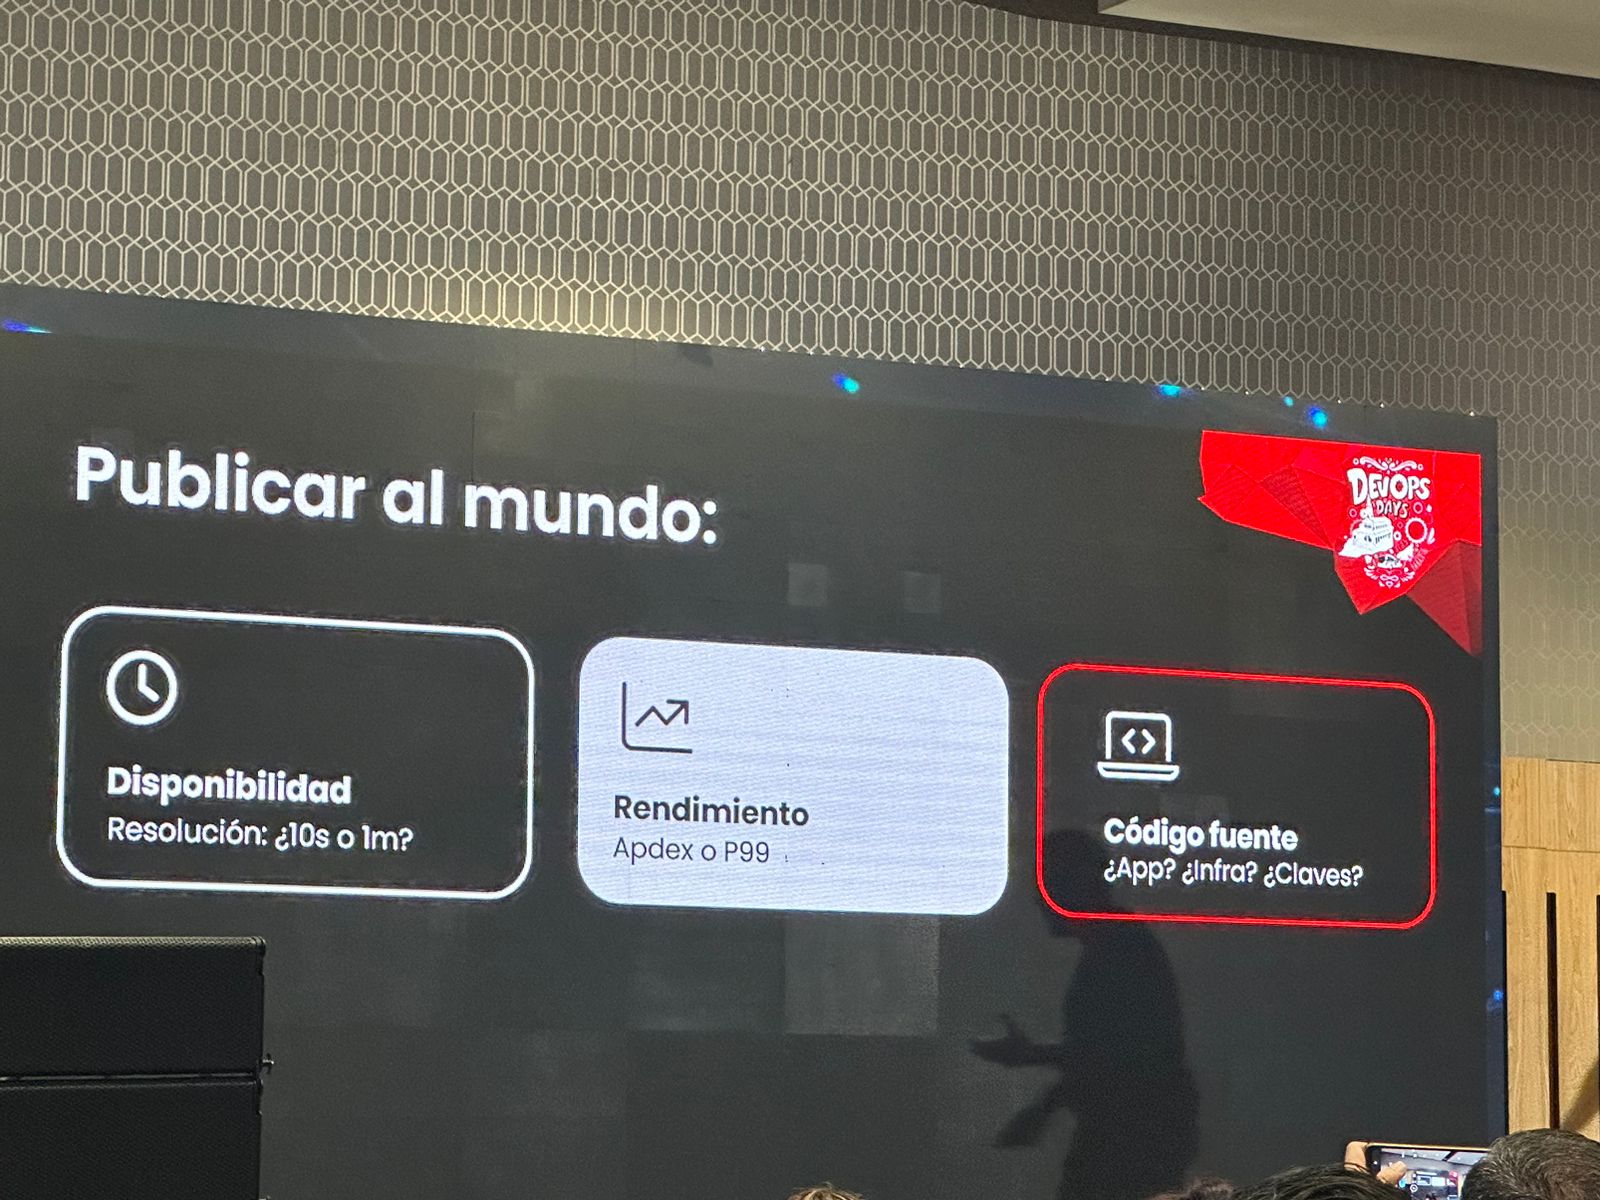 Publicar al mundo:
DEVOPS
DAYS
Disponibilidad
Resolución: ¿10s o 1m?
Rendimiento
Apdex o P99
Código fuente
¿App? ¿Infra? ¿Claves?